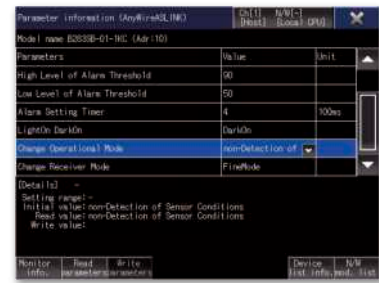 Parameter information (AnyWireASLINK)
Ch[1] N/W[-]
[Host] [Local CPU]
Model name B289SB-01-1KC (Adr:10)
Parameters Value Unit
High Level of Alarm Threshold 90
Low Level of Alarm Threshold 50
Alarm Setting Timer 4 100ms
LightOn DarkOn DarkOn
Change Operational Mode non-Detection of
Change Receiver Mode FineMode
[Details] -
Setting range:-
Initial value:non-Detection of Sensor Conditions
Read value:non-Detection of Sensor Conditions
Write value:
Monitor Read Write Device N/W
info. parameters parameters list info. mod. list